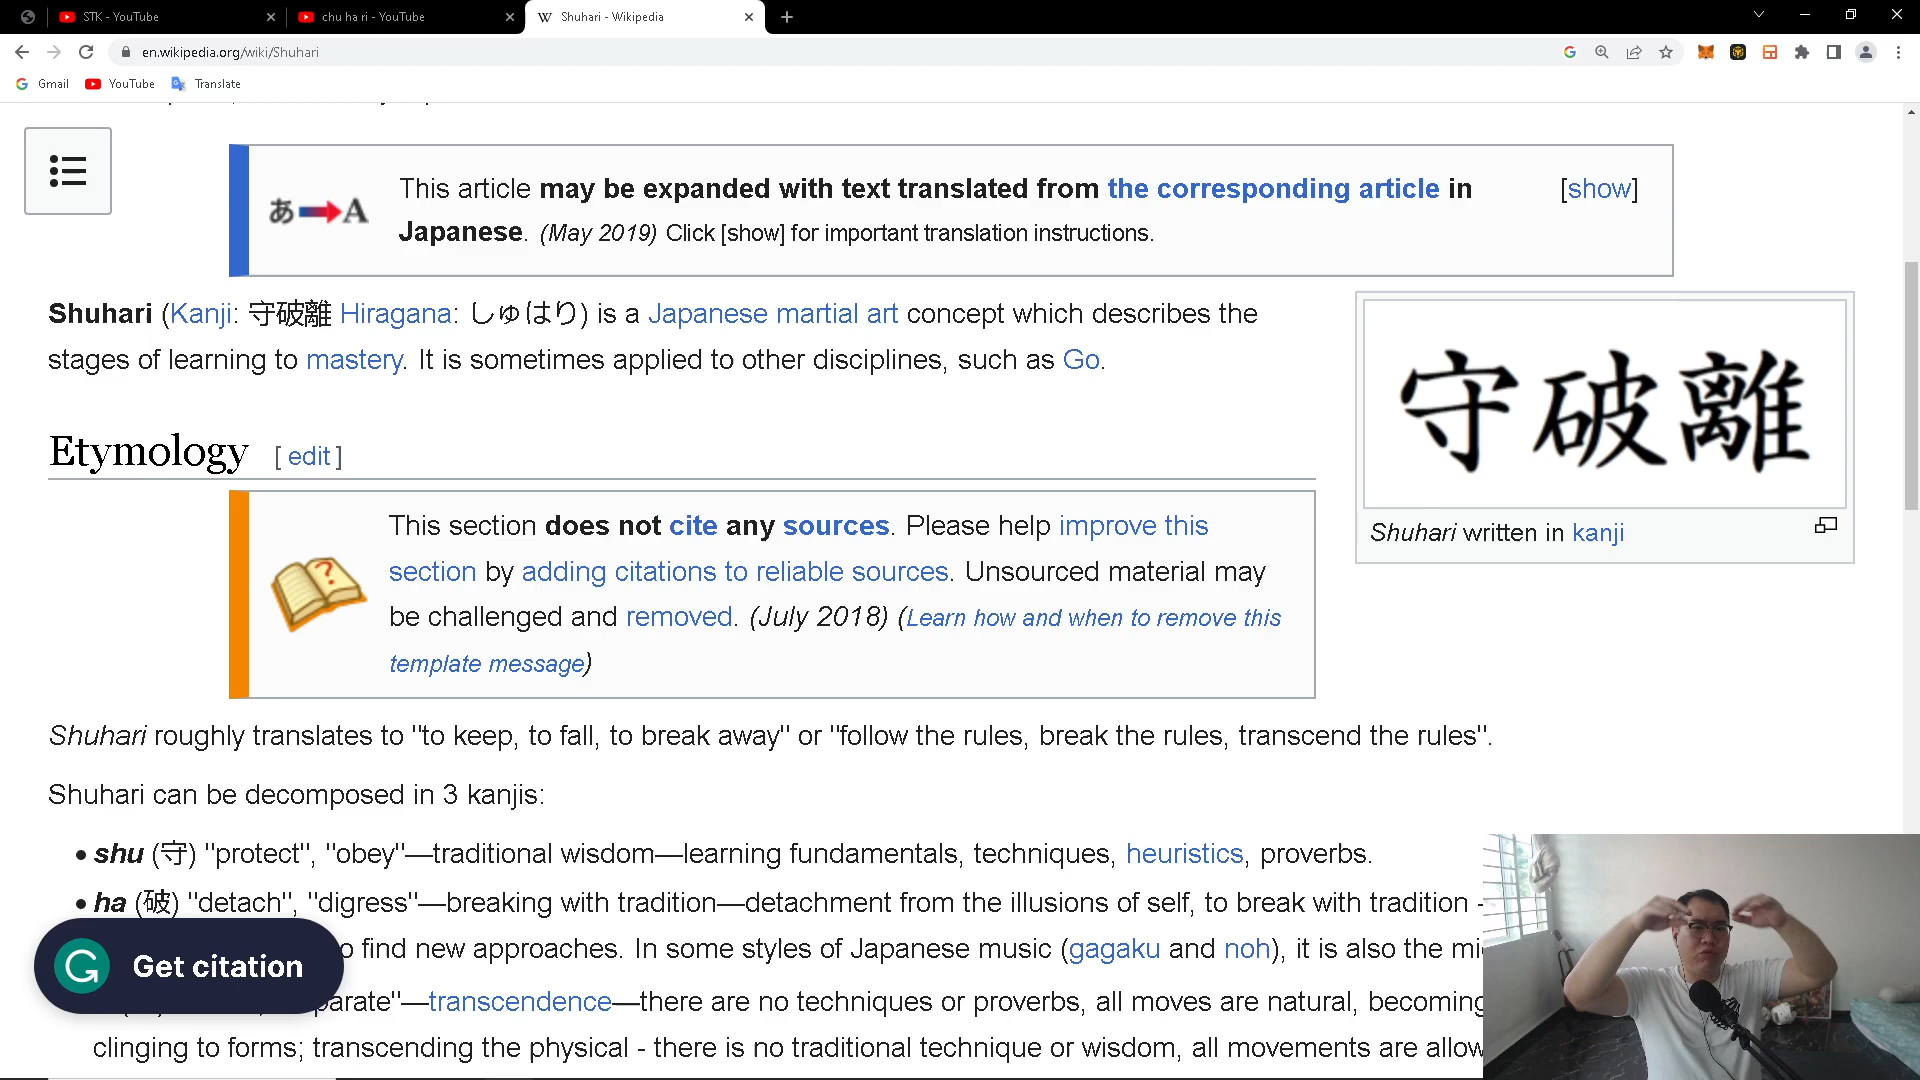 STK - YouTube
chu ha ri - YouTube
W Shuhari - Wikipedia
en.wikipedia.org/wiki/Shuhari
Gmail YouTube Translate
あ A
This article may be expanded with text translated from the corresponding article in
Japanese. (May 2019) Click [show] for important translation instructions.
[show]
Shuhari (Kanji: 守破離 Hiragana: しゅはり) is a Japanese martial art concept which describes the
stages of learning to mastery. It is sometimes applied to other disciplines, such as Go.
守破離
Shuhari written in kanji
Etymology [ edit ]
?
This section does not cite any sources. Please help improve this
section by adding citations to reliable sources. Unsourced material may
be challenged and removed. (July 2018) (Learn how and when to remove this
template message)
Shuhari roughly translates to "to keep, to fall, to break away" or "follow the rules, break the rules, transcend the rules".
Shuhari can be decomposed in 3 kanjis:
• shu (守) "protect", "obey"—traditional wisdom—learning fundamentals, techniques, heuristics, proverbs.
• ha (破) "detach", "digress"—breaking with tradition—detachment from the illusions of self, to break with tradition -
o find new approaches. In some styles of Japanese music (gagaku and noh), it is also the mi
parate"—transcendence—there are no techniques or proverbs, all moves are natural, becoming
clinging to forms; transcending the physical - there is no traditional technique or wisdom, all movements are allow
G Get citation